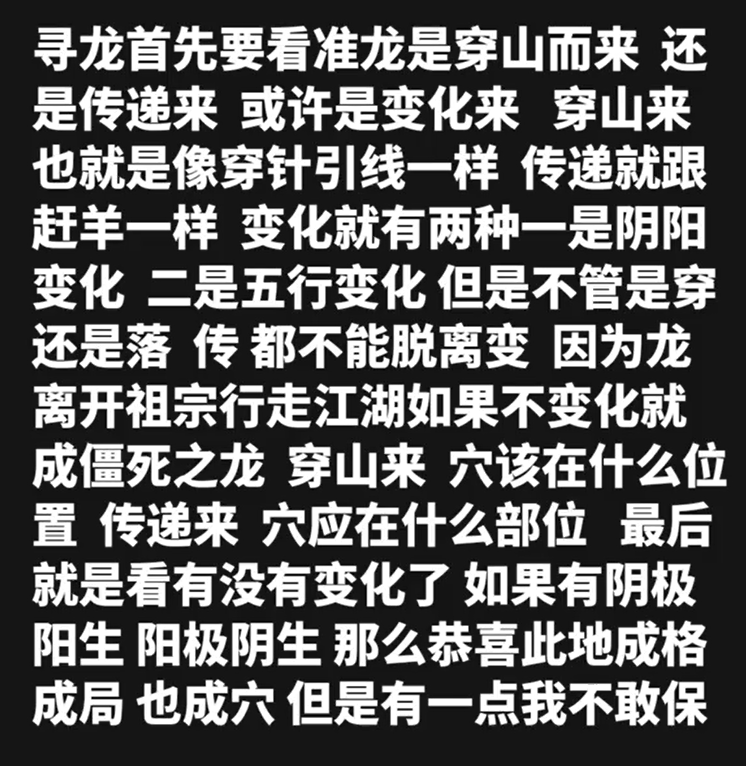 寻龙首先要看准龙是穿山而来 还
是传递来 或许是变化来 穿山来
也就是像穿针引线一样 传递就跟
赶羊一样 变化就有两种一是阴阳
变化 二是五行变化 但是不管是穿
还是落 传 都不能脱离变 因为龙
离开祖宗行走江湖如果不变化就
成僵死之龙 穿山来 穴该在什么位
置 传递来 穴应在什么部位 最后
就是看有没有变化了 如果有阴极
阳生 阳极阴生 那么恭喜此地成格
成局 也成穴 但是有一点我不敢保